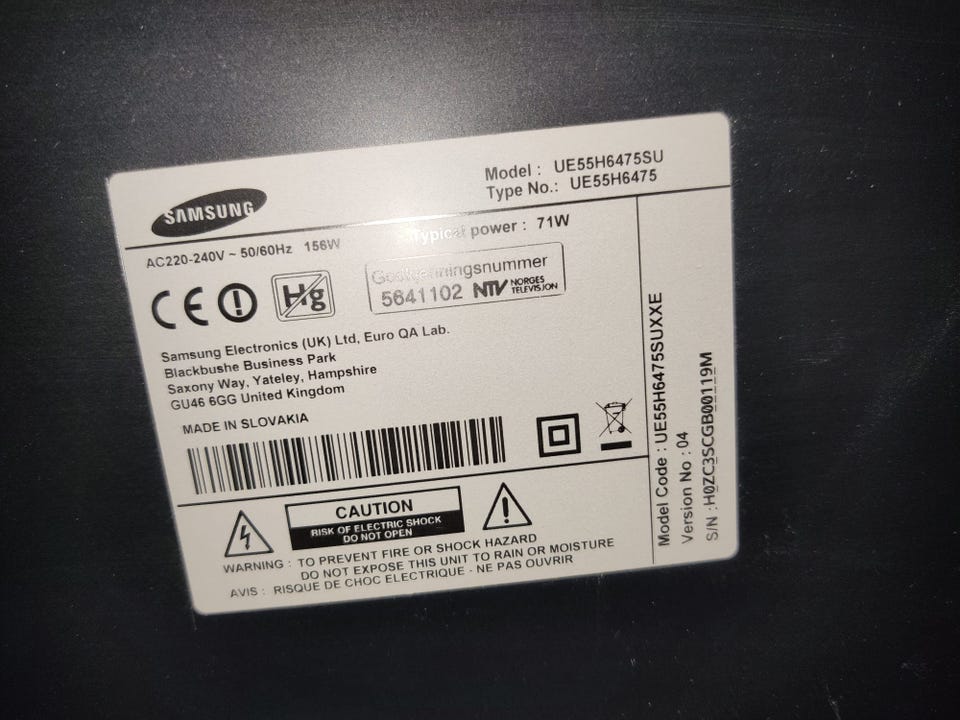 SAMSUNG
Model : UE55H6475SU
Type No.: UE55H6475
AC220-240V ~ 50/60Hz 156W
Typical power : 71W
CE
Hg
Godkenningsnummer
5641102 NTV NORGES TELEVISJON
Samsung Electronics (UK) Ltd, Euro QA Lab.
Blackbushe Business Park
Saxony Way, Yateley, Hampshire
GU46 6GG United Kingdom
MADE IN SLOVAKIA
CAUTION
RISK OF ELECTRIC SHOCK
DO NOT OPEN
WARNING : TO PREVENT FIRE OR SHOCK HAZARD
DO NOT EXPOSE THIS UNIT TO RAIN OR MOISTURE
AVIS : RISQUE DE CHOC ELECTRIQUE - NE PAS OUVRIR
Model Code : UE55H6475SUXXE
Version No : 04
S/N : H0ZC3SCGB00119M